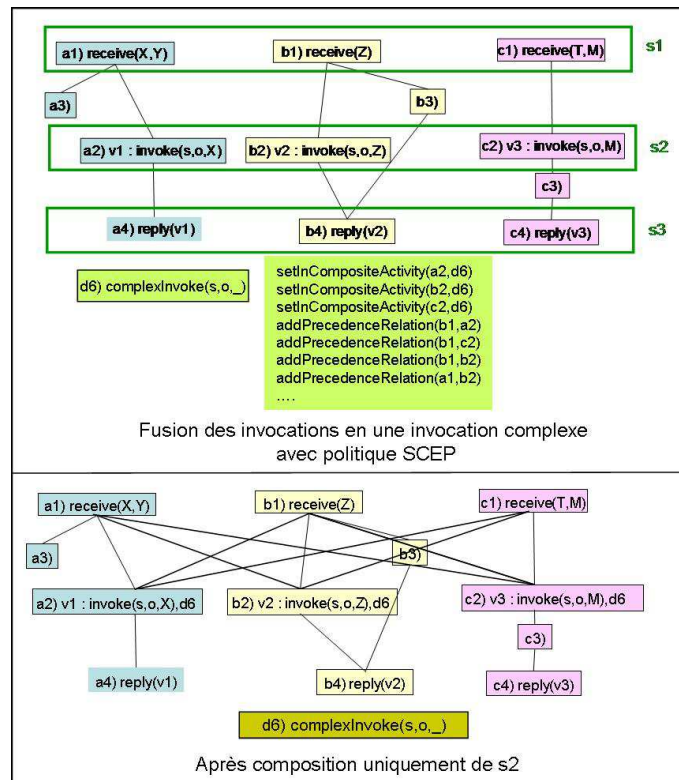 a1) receive(X,Y)
b1) receive(Z)
c1) receive(T,M)
s1
a3)
b3)
a2) v1 : invoke(s,o,X)
b2) v2 : invoke(s,o,Z)
c2) v3 : invoke(s,o,M)
s2
c3)
a4) reply(v1)
b4) reply(v2)
c4) reply(v3)
s3
d6) complexInvoke(s,o,_)
setInCompositeActivity(a2,d6)
setInCompositeActivity(b2,d6)
setInCompositeActivity(c2,d6)
addPrecedenceRelation(b1,a2)
addPrecedenceRelation(b1,c2)
addPrecedenceRelation(b1,b2)
addPrecedenceRelation(a1,b2)
....
Fusion des invocations en une invocation complexe
avec politique SCEP
a1) receive(X,Y)
b1) receive(Z)
c1) receive(T,M)
a3)
b3)
a2) v1 : invoke(s,o,X),d6
b2) v2 : invoke(s,o,Z),d6
c2) v3 : invoke(s,o,M),d6
c3)
a4) reply(v1)
b4) reply(v2)
c4) reply(v3)
d6) complexInvoke(s,o,_)
Après composition uniquement de s2